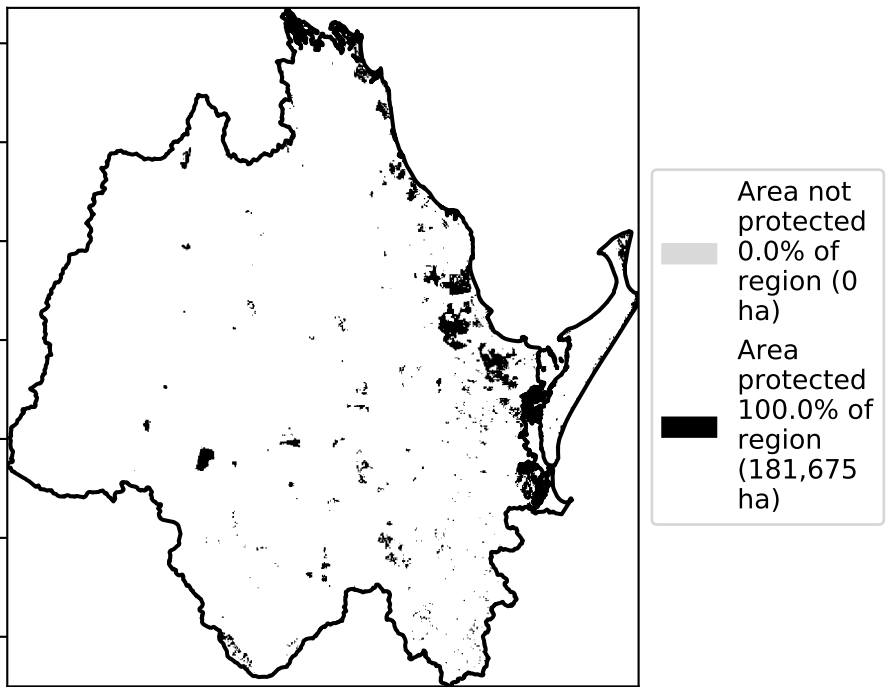 Area not
protected
0.0% of
region (0
ha)
Area
protected
100.0% of
region
(181,675
ha)